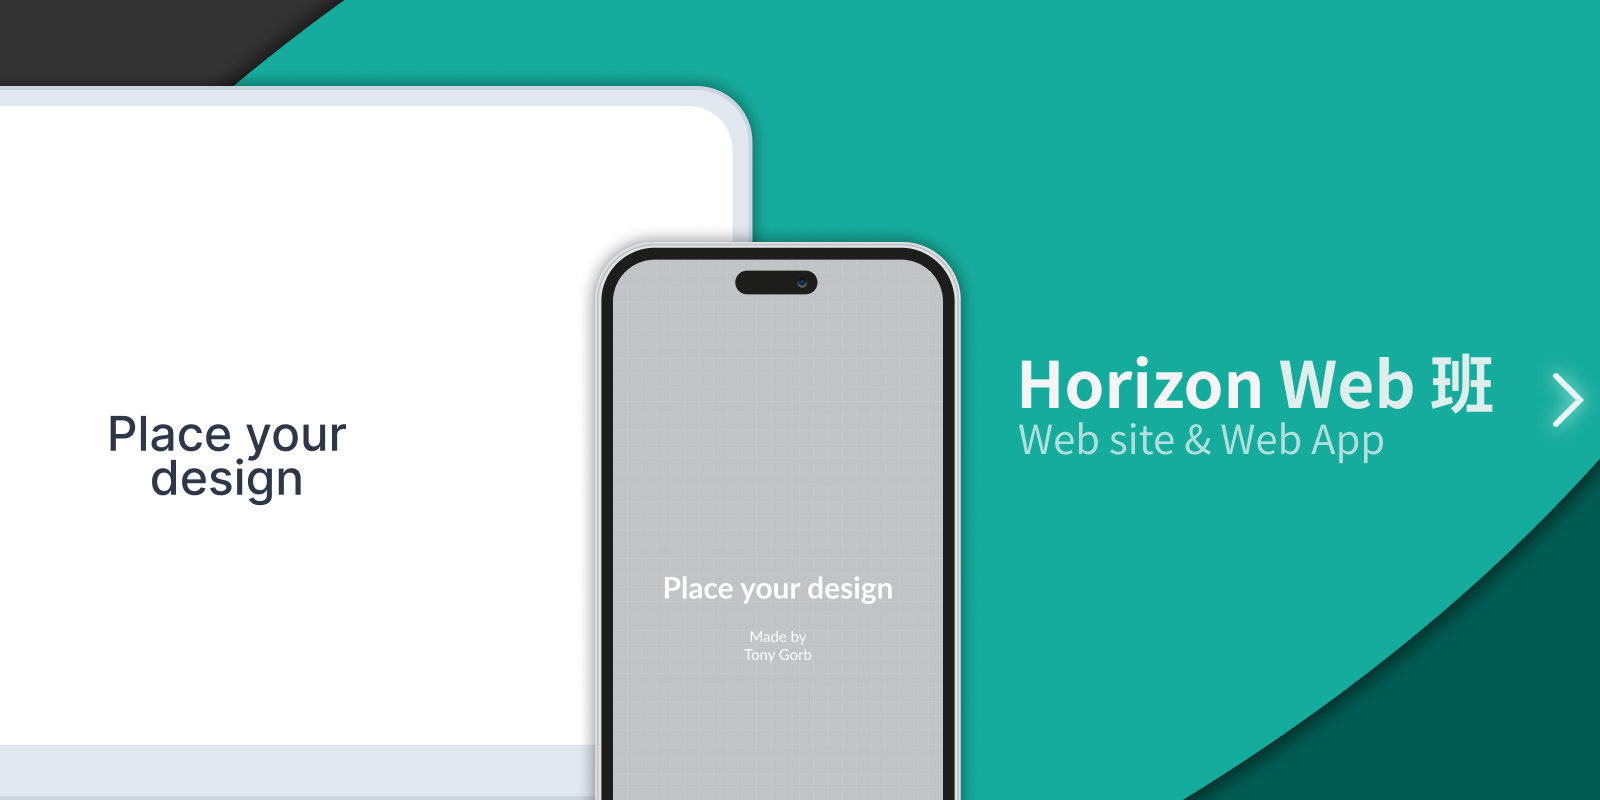 Place your
design
Place your design
Made by
Tony Gorb
Horizon Web 班
Web site & Web App